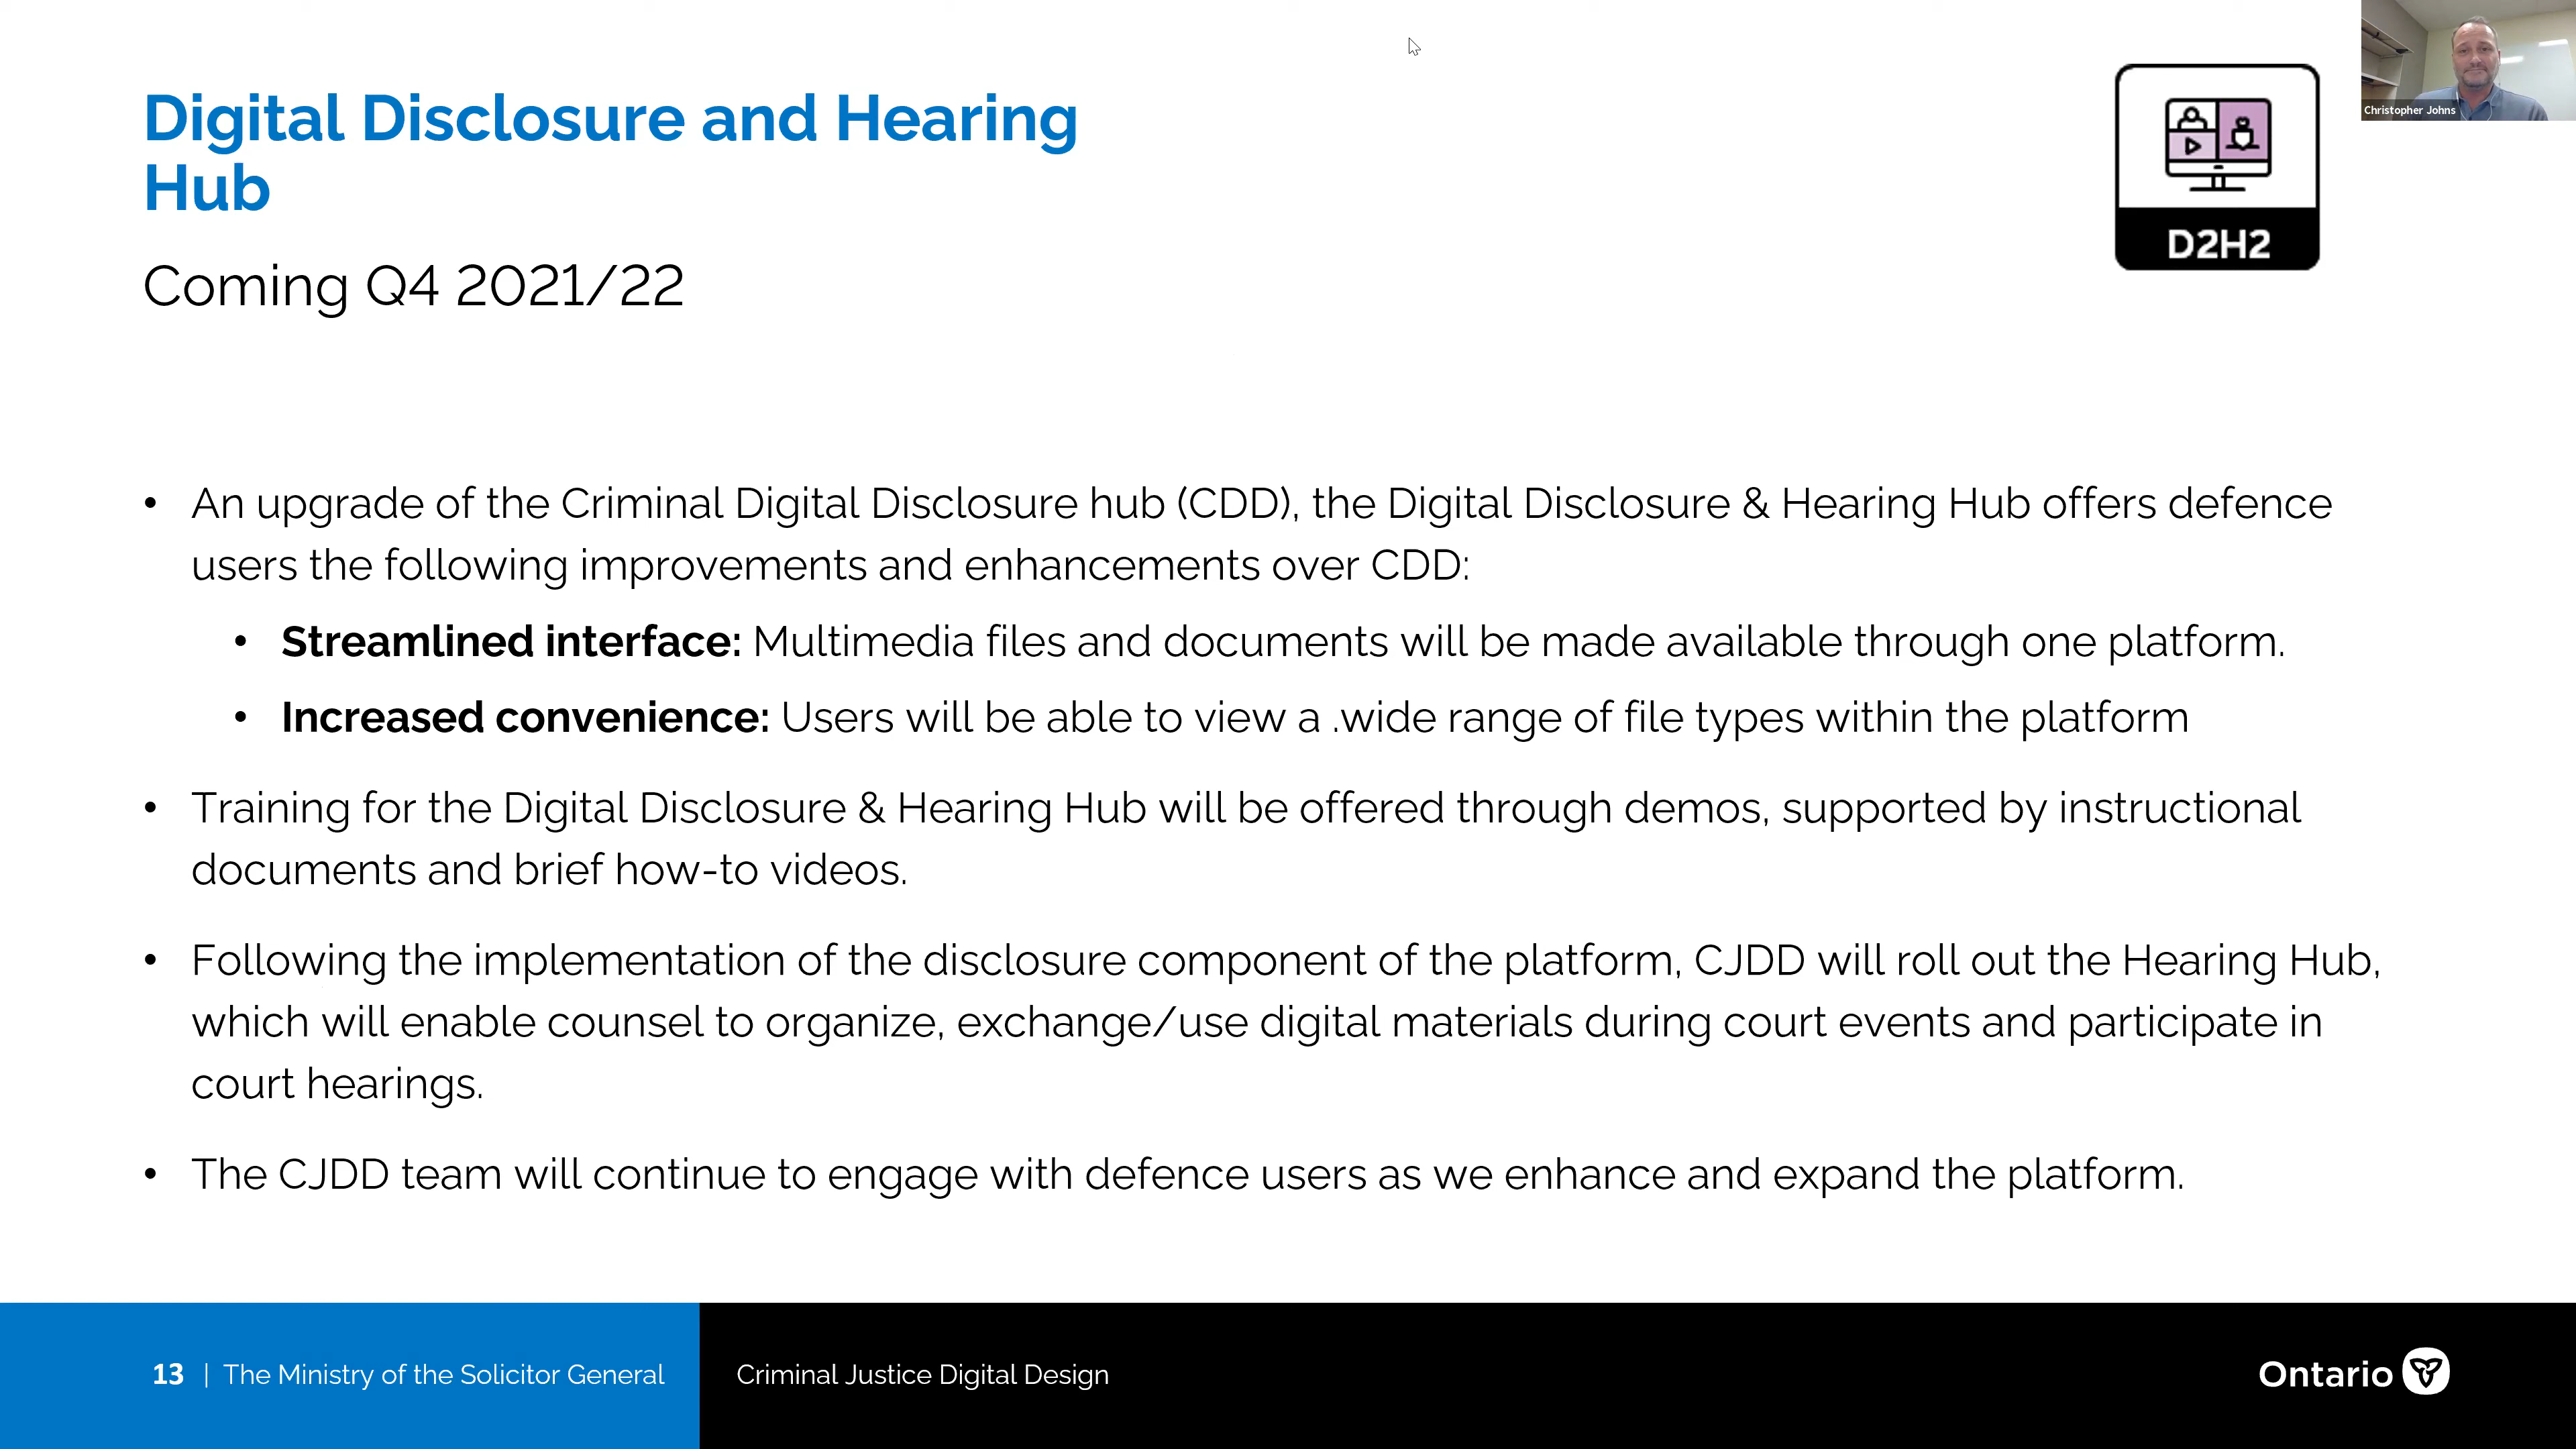 Digital Disclosure and Hearing
Hub
Coming Q4 2021/22
D2H2
Christopher Johns
• An upgrade of the Criminal Digital Disclosure hub (CDD), the Digital Disclosure & Hearing Hub offers defence
users the following improvements and enhancements over CDD:
• Streamlined interface: Multimedia files and documents will be made available through one platform.
• Increased convenience: Users will be able to view a .wide range of file types within the platform
• Training for the Digital Disclosure & Hearing Hub will be offered through demos, supported by instructional
documents and brief how-to videos.
• Following the implementation of the disclosure component of the platform, CJDD will roll out the Hearing Hub,
which will enable counsel to organize, exchange/use digital materials during court events and participate in
court hearings.
• The CJDD team will continue to engage with defence users as we enhance and expand the platform.
13 | The Ministry of the Solicitor General
Criminal Justice Digital Design
Ontario